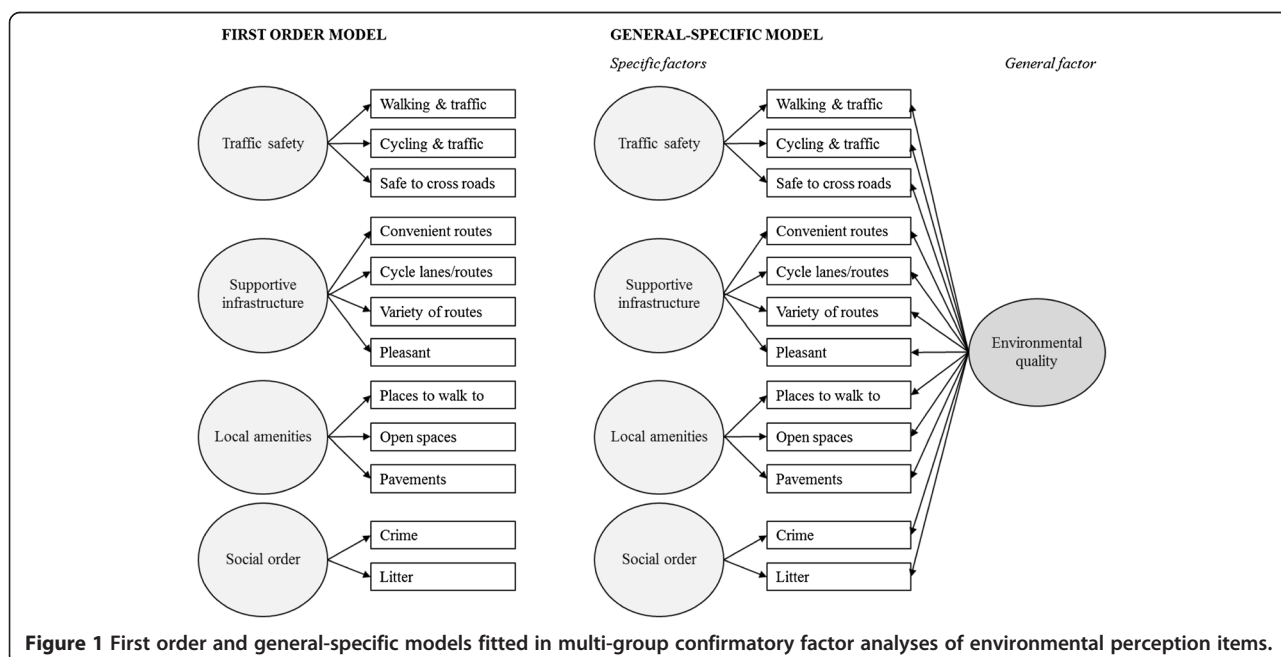 FIRST ORDER MODEL
Traffic safety
Walking & traffic
Cycling & traffic
Safe to cross roads
Supportive
infrastructure
Convenient routes
Cycle lanes/routes
Variety of routes
Pleasant
Local amenities
Places to walk to
Open spaces
Pavements
Social order
Crime
Litter
GENERAL-SPECIFIC MODEL
Specific factors
General factor
Traffic safety
Walking & traffic
Cycling & traffic
Safe to cross roads
Supportive
infrastructure
Convenient routes
Cycle lanes/routes
Variety of routes
Pleasant
Local amenities
Places to walk to
Open spaces
Pavements
Social order
Crime
Litter
Environmental
quality
Figure 1 First order and general-specific models fitted in multi-group confirmatory factor analyses of environmental perception items.